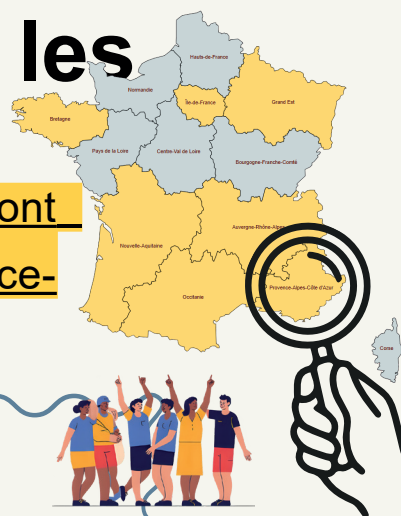 les
Hauts-de-France
Normandie
Île-de-France
Grand Est
Bretagne
Pays de la Loire
Centre-Val de Loire
Bourgogne-Franche-Comté
ont
Auvergne-Rhône-Alpes
Nouvelle-Aquitaine
ce-
Provence-Alpes-Côte d'Azur
Occitanie
Corse